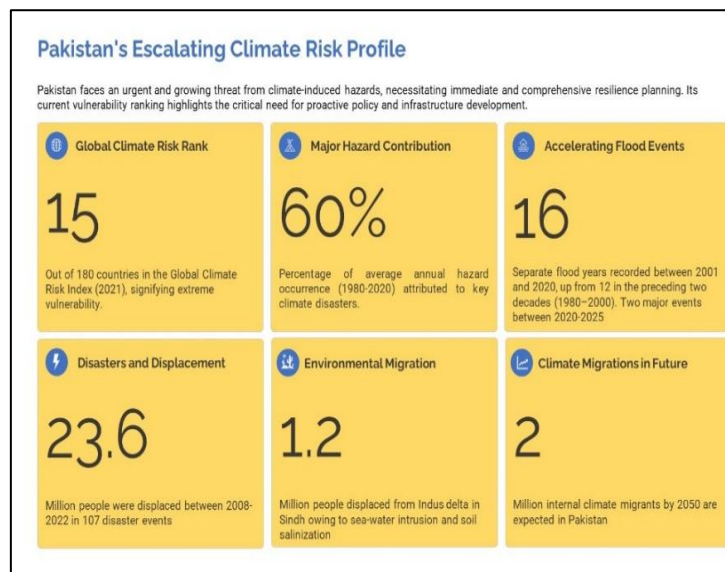 Pakistan's Escalating Climate Risk Profile
Pakistan faces an urgent and growing threat from climate-induced hazards, necessitating immediate and comprehensive resilience planning. Its
current vulnerability ranking highlights the critical need for proactive policy and infrastructure development.
Global Climate Risk Rank
15
Out of 180 countries in the Global Climate
Risk Index (2021), signifying extreme
vulnerability.
Major Hazard Contribution
60%
Percentage of average annual hazard
occurrence (1980-2020) attributed to key
climate disasters.
Accelerating Flood Events
16
Separate flood years recorded between 2001
and 2020, up from 12 in the preceding two
decades (1980–2000). Two major events
between 2020-2025
Disasters and Displacement
23.6
Million people were displaced between 2008-
2022 in 107 disaster events
Environmental Migration
1.2
Million people displaced from Indus delta in
Sindh owing to sea-water intrusion and soil
salinization
Climate Migrations in Future
2
Million internal climate migrants by 2050 are
expected in Pakistan